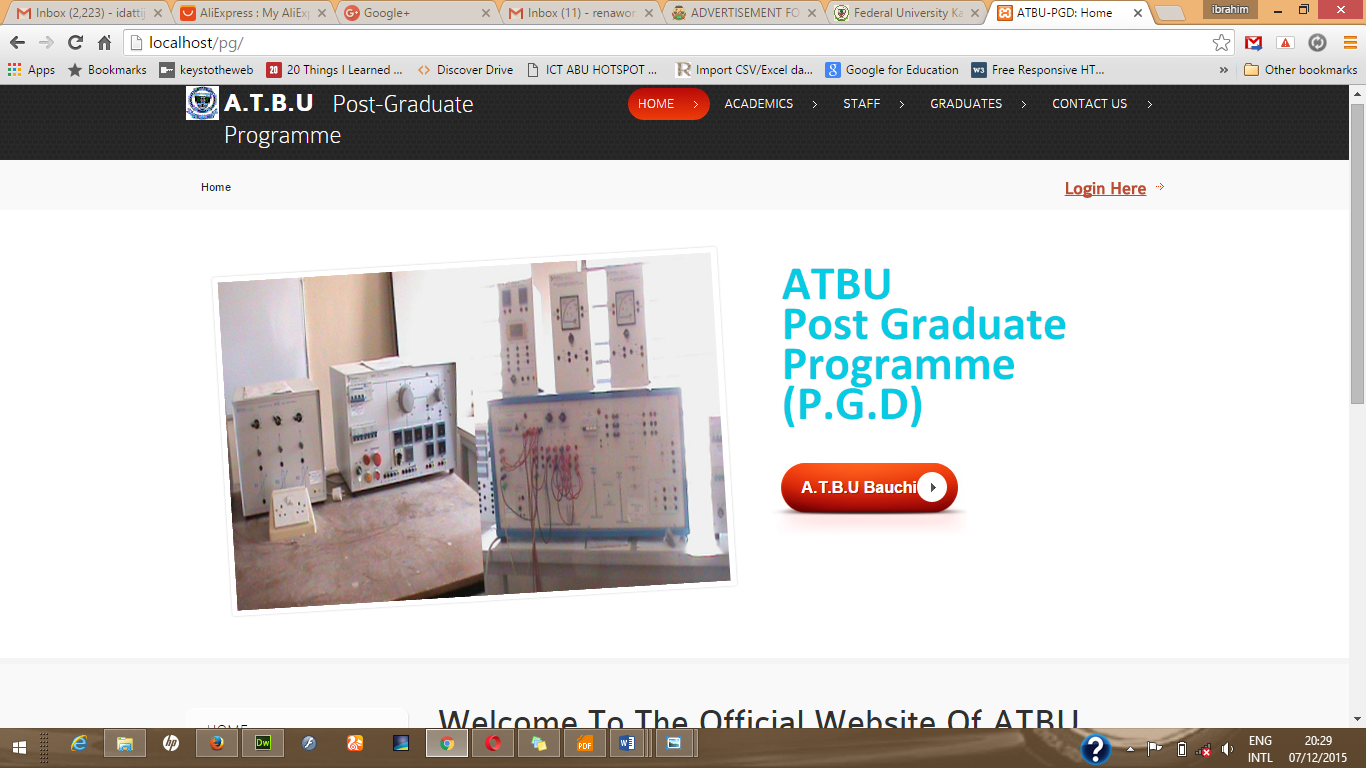 Inbox (2,223) - idattij
AliExpress : My AliExp
Google+
Inbox (11) - renawor
ADVERTISEMENT FO
Federal University Ka
ATBU-PGD: Home
ibrahim
localhost/pg/
Apps
Bookmarks
keystotheweb
20 Things I Learned ...
Discover Drive
ICT ABU HOTSPOT ...
Import CSV/Excel da...
Google for Education
Free Responsive HT...
»
Other bookmarks
A.T.B.U Post-Graduate
Programme
HOME
ACADEMICS
STAFF
GRADUATES
CONTACT US
Home
Login Here
ATBU
Post Graduate
Programme
(P.G.D)
A.T.B.U Bauchi
HOME
Welcome To The Official Website Of ATBU
ENG
INTL
20:29
07/12/2015